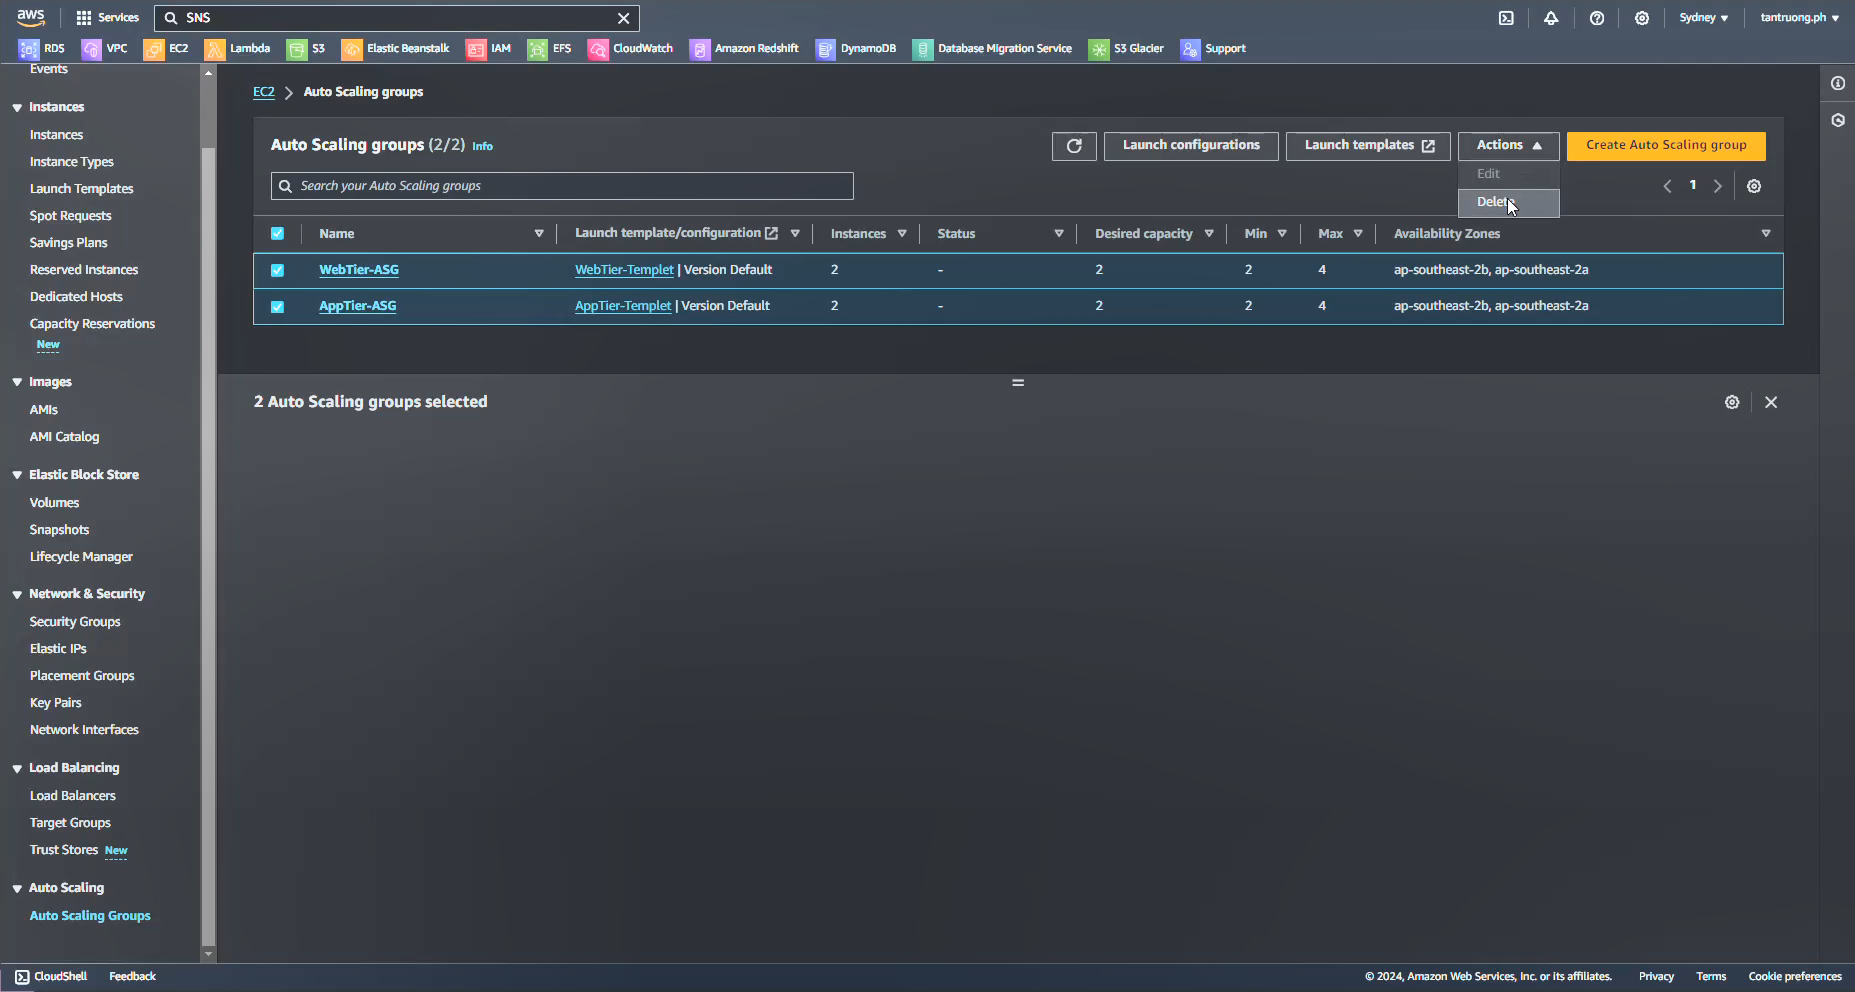 aws
Services
SNS
Sydney
tantruong.ph
RDS
VPC
EC2
Lambda
S3
Elastic Beanstalk
IAM
EFS
CloudWatch
Amazon Redshift
DynamoDB
Database Migration Service
S3 Glacier
Support
Events
Instances
Instances
Instance Types
Launch Templates
Spot Requests
Savings Plans
Reserved Instances
Dedicated Hosts
Capacity Reservations
New
Images
AMIs
AMI Catalog
Elastic Block Store
Volumes
Snapshots
Lifecycle Manager
Network & Security
Security Groups
Elastic IPs
Placement Groups
Key Pairs
Network Interfaces
Load Balancing
Load Balancers
Target Groups
Trust Stores New
Auto Scaling
Auto Scaling Groups
EC2 > Auto Scaling groups
Auto Scaling groups (2/2) Info
Launch configurations
Launch templates
Actions
Create Auto Scaling group
Edit
Delete
Search your Auto Scaling groups
1
Name Launch template/configuration Instances Status Desired capacity Min Max Availability Zones
WebTier-ASG WebTier-Templet | Version Default 2 - 2 2 4 ap-southeast-2b, ap-southeast-2a
AppTier-ASG AppTier-Templet | Version Default 2 - 2 2 4 ap-southeast-2b, ap-southeast-2a
2 Auto Scaling groups selected
CloudShell Feedback © 2024, Amazon Web Services, Inc. or its affiliates. Privacy Terms Cookie preferences